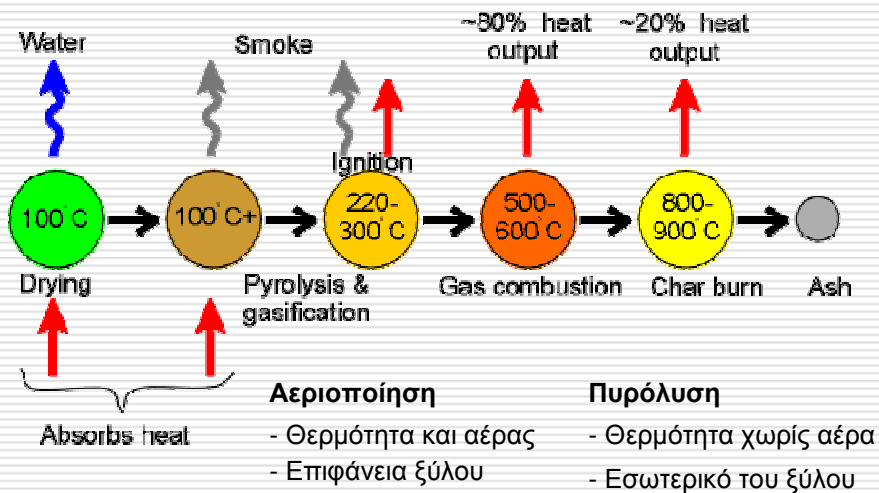 Water
Smoke
~80% heat
output
~20% heat
output
Ignition
100°C
100°C+
220-
300°C
500-
600°C
800-
900°C
Drying
Pyrolysis &
gasification
Gas combustion
Char burn
Ash
Absorbs heat
Αεριοποίηση
- Θερμότητα και αέρας
- Επιφάνεια ξύλου
Πυρόλυση
- Θερμότητα χωρίς αέρα
- Εσωτερικό του ξύλου